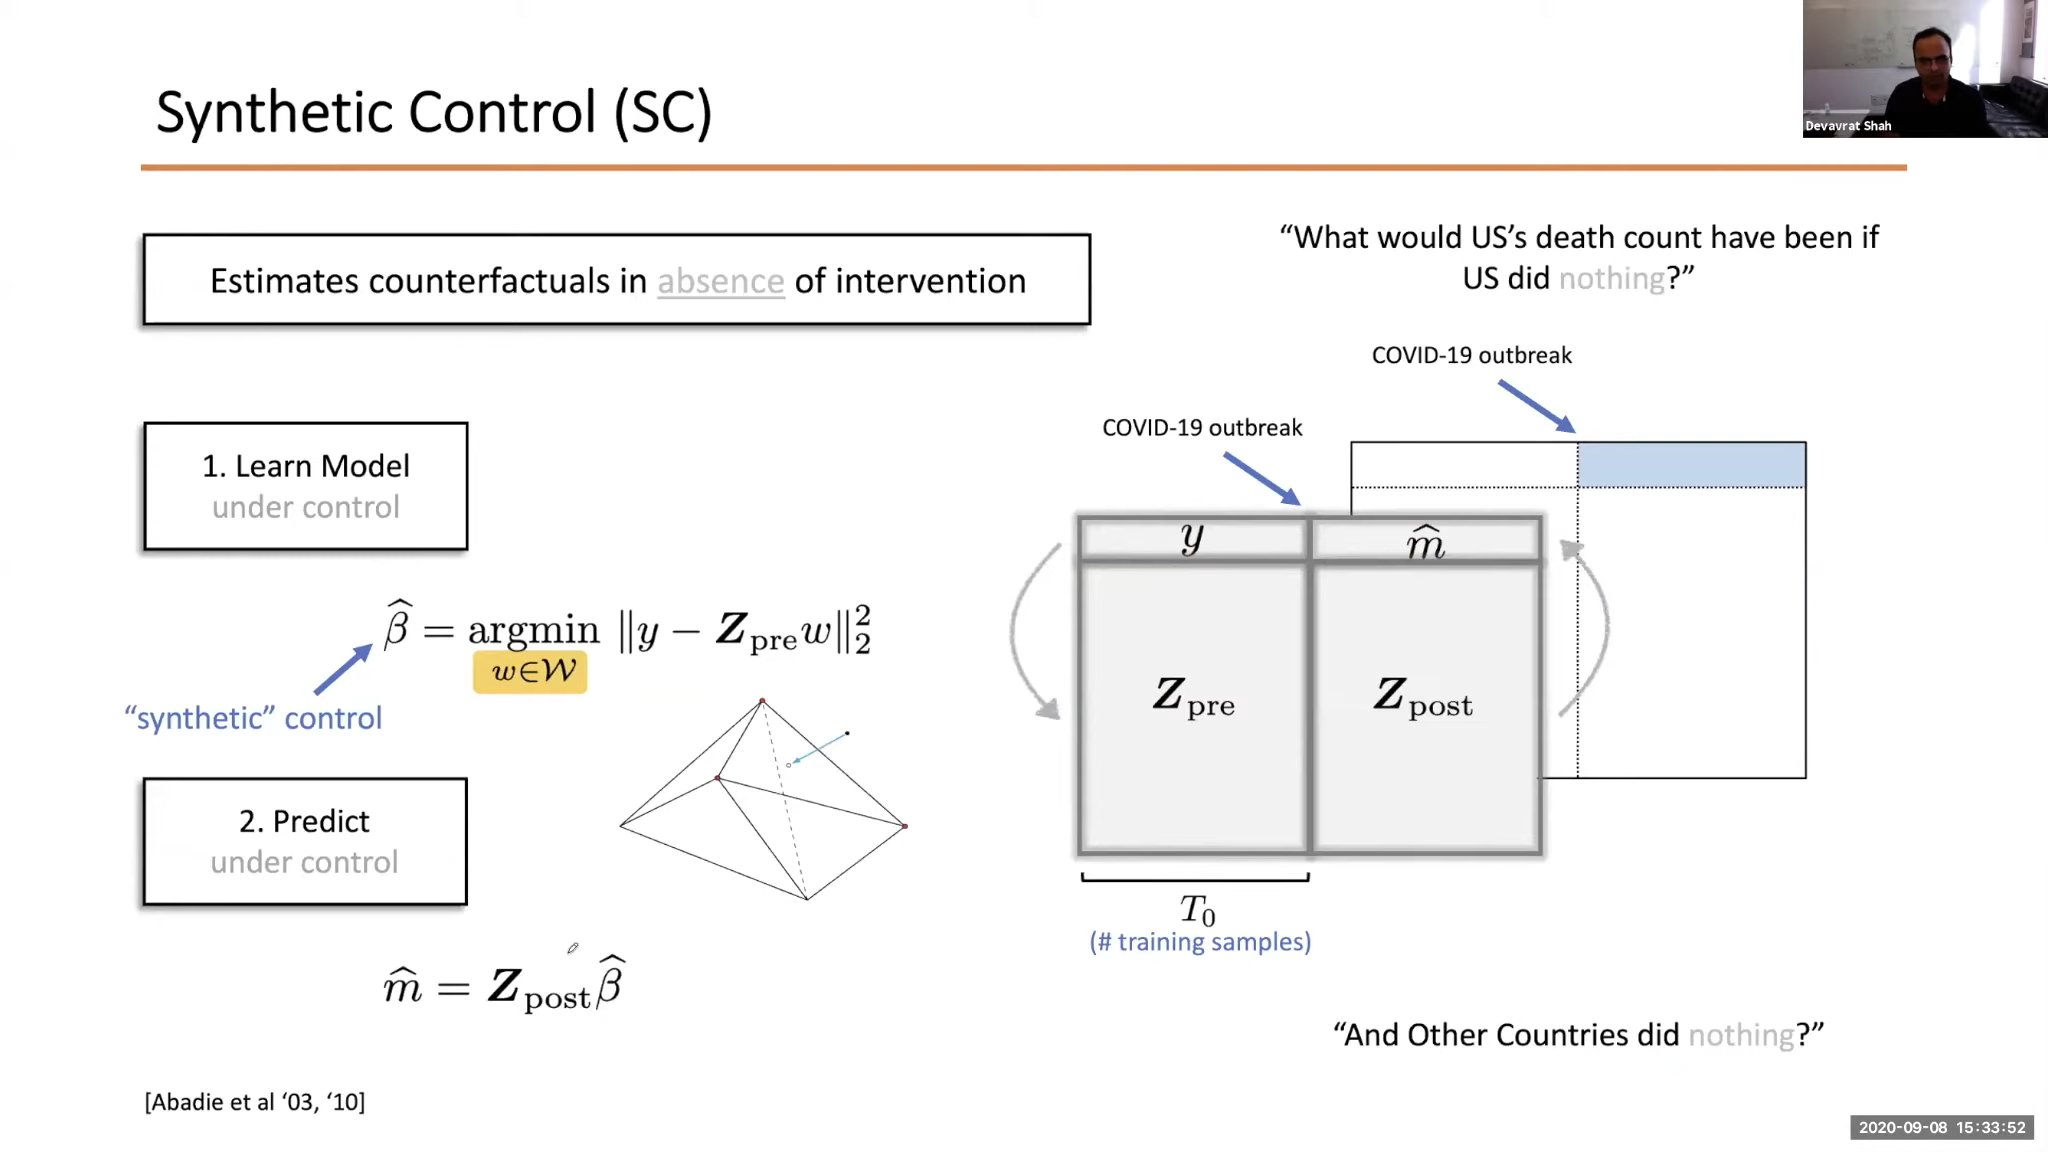 Synthetic Control (SC)
Devavrat Shah
Estimates counterfactuals in absence of intervention
“What would US’s death count have been if
US did nothing?”
COVID-19 outbreak
COVID-19 outbreak
1. Learn Model
under control
β̂ = argmin ‖y − Z_pre w‖₂²
w∈𝒲
“synthetic” control
y
m̂
Z_pre
Z_post
2. Predict
under control
T₀
(# training samples)
m̂ = Z_post β̂
“And Other Countries did nothing?”
[Abadie et al ‘03, ‘10]
2020-09-08 15:33:52